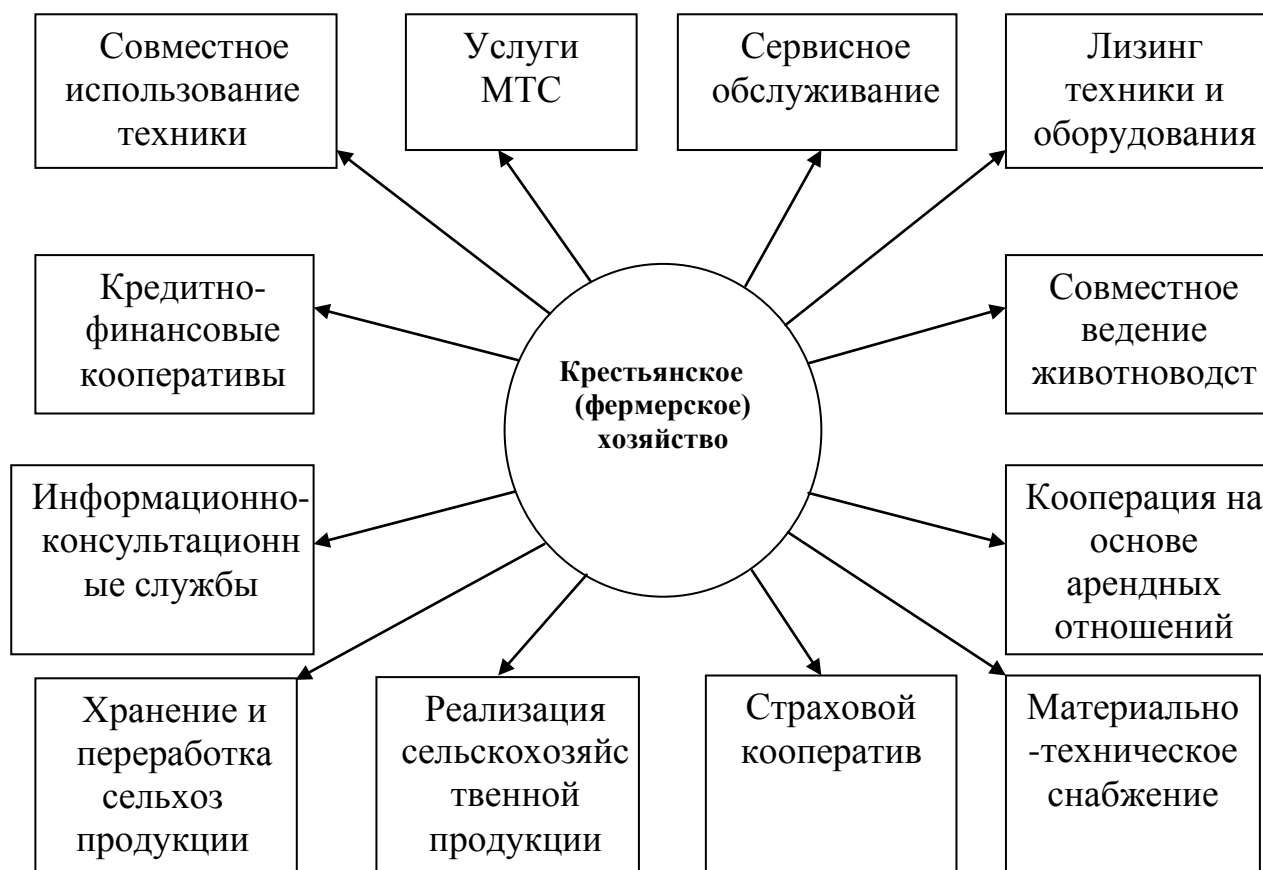 Совместное
использование
техники
Услуги
МТС
Сервисное
обслуживание
Лизинг
техники и
оборудования
Кредитно-
финансовые
кооперативы
Крестьянское
(фермерское)
хозяйство
Совместное
ведение
животноводст
Информационно-
консультационн
ые службы
Кооперация на
основе
арендных
отношений
Хранение и
переработка
сельхоз
продукции
Реализация
сельскохозяйс
твенной
продукции
Страховой
кооператив
Материально
-техническое
снабжение